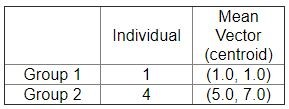 Individual
Mean
Vector
(centroid)
Group 1 1 (1.0, 1.0)
Group 2 4 (5.0, 7.0)